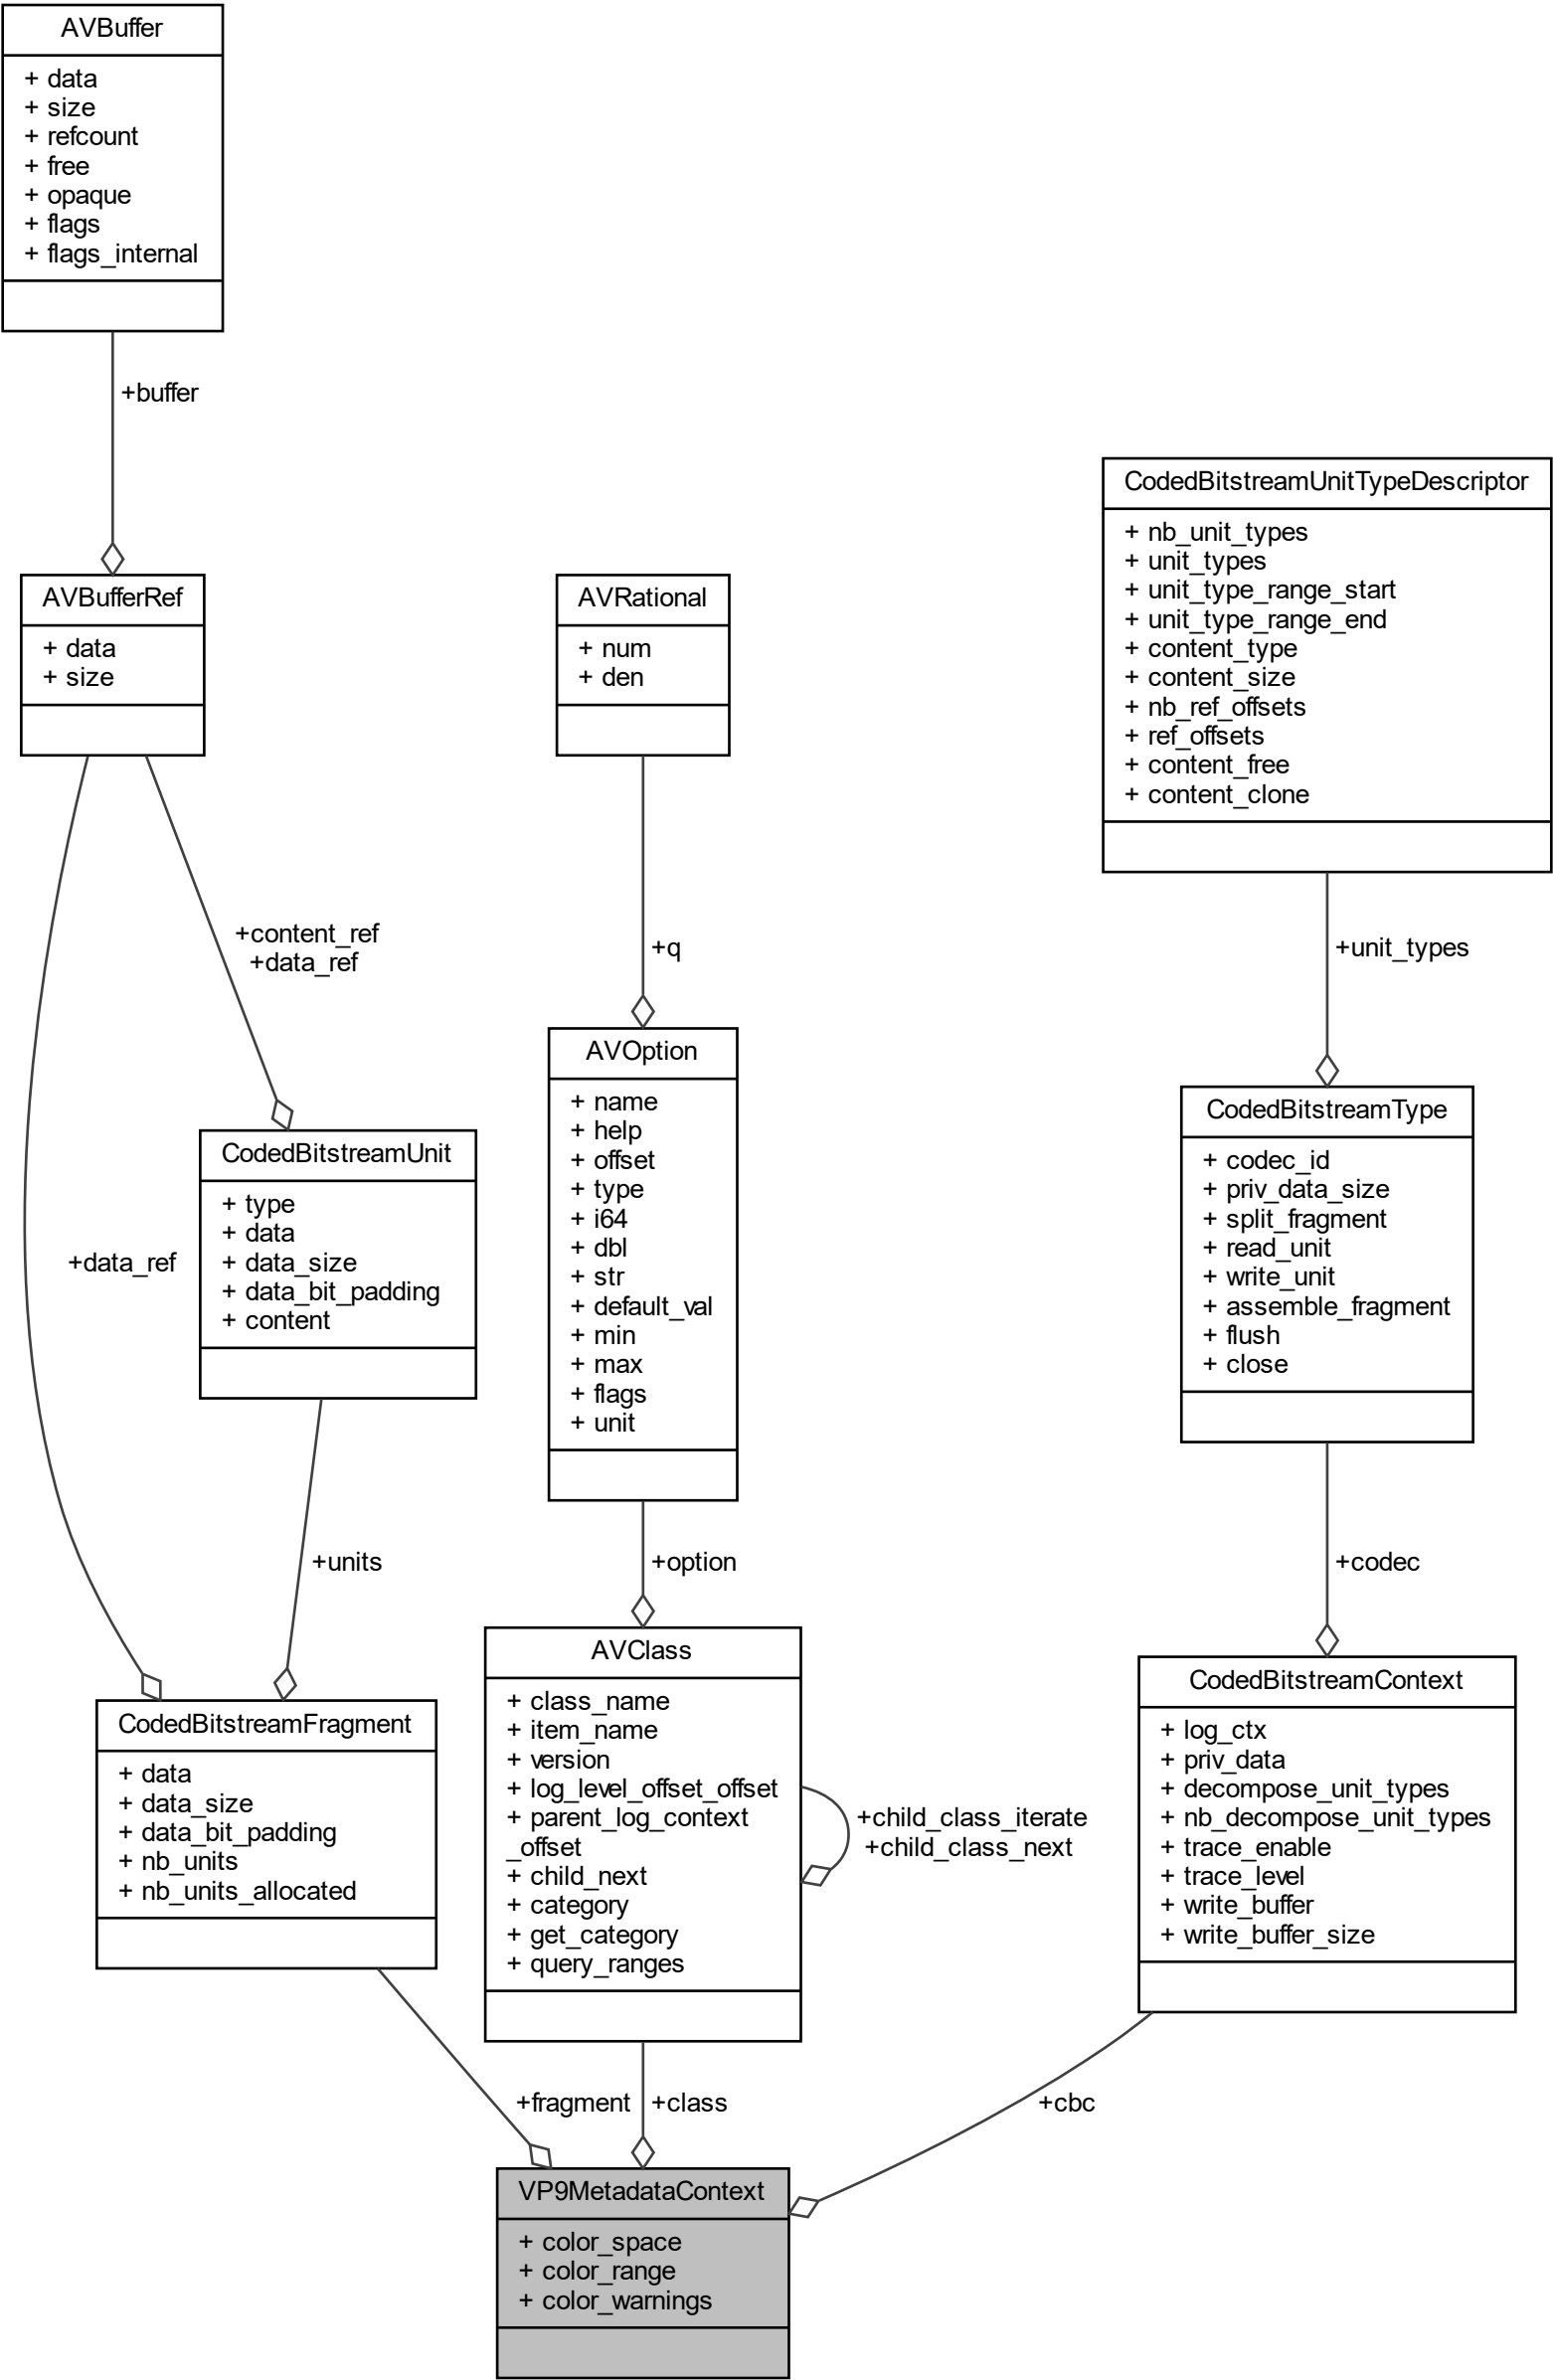 AVBuffer
+ data
+ size
+ refcount
+ free
+ opaque
+ flags
+ flags_internal
+buffer
AVBufferRef
+ data
+ size
AVRational
+ num
+ den
CodedBitstreamUnitTypeDescriptor
+ nb_unit_types
+ unit_types
+ unit_type_range_start
+ unit_type_range_end
+ content_type
+ content_size
+ nb_ref_offsets
+ ref_offsets
+ content_free
+ content_clone
+content_ref
+data_ref
+q
+unit_types
AVOption
+ name
+ help
+ offset
+ type
+ i64
+ dbl
+ str
+ default_val
+ min
+ max
+ flags
+ unit
CodedBitstreamType
+ codec_id
+ priv_data_size
+ split_fragment
+ read_unit
+ write_unit
+ assemble_fragment
+ flush
+ close
CodedBitstreamUnit
+ type
+ data
+ data_size
+ data_bit_padding
+ content
+data_ref
+units
+option
+codec
CodedBitstreamFragment
+ data
+ data_size
+ data_bit_padding
+ nb_units
+ nb_units_allocated
AVClass
+ class_name
+ item_name
+ version
+ log_level_offset_offset
+ parent_log_context
_offset
+ child_next
+ category
+ get_category
+ query_ranges
+child_class_iterate
+child_class_next
CodedBitstreamContext
+ log_ctx
+ priv_data
+ decompose_unit_types
+ nb_decompose_unit_types
+ trace_enable
+ trace_level
+ write_buffer
+ write_buffer_size
+fragment
+class
+cbc
VP9MetadataContext
+ color_space
+ color_range
+ color_warnings